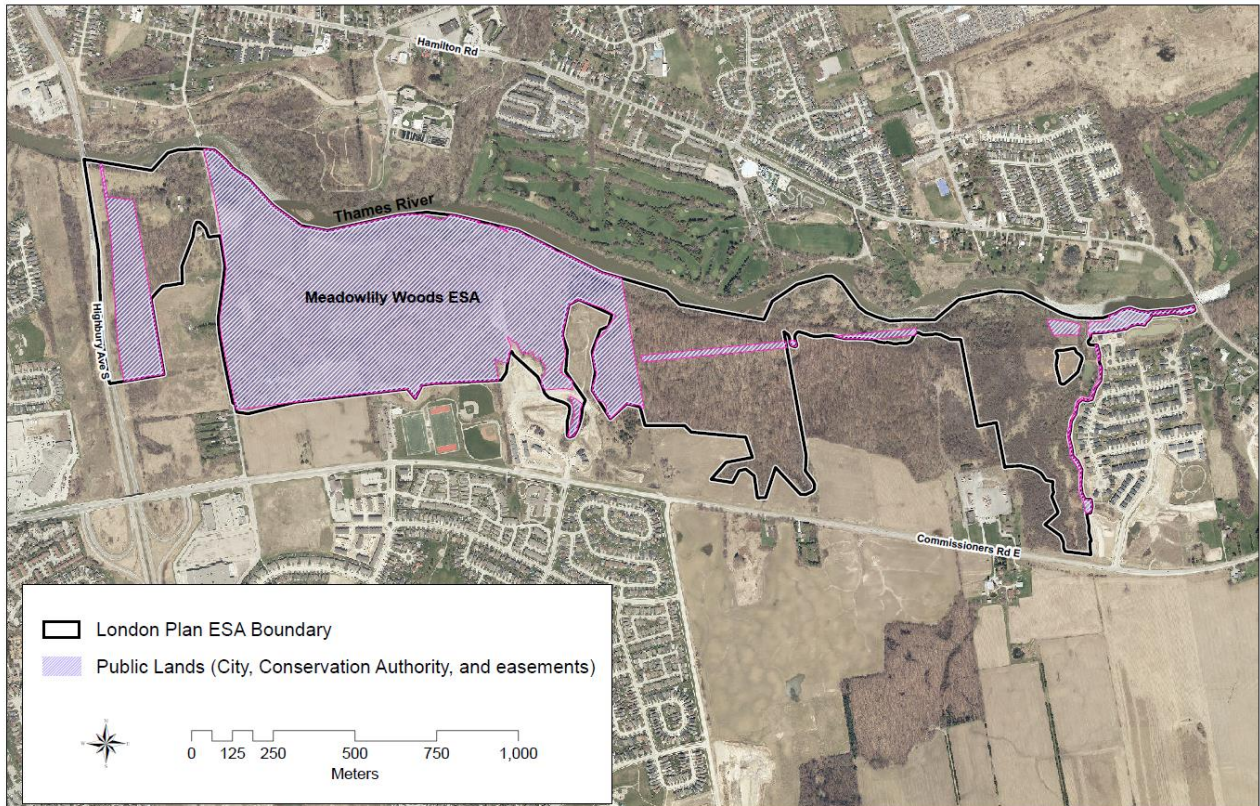 Hamilton Rd
Thames River
Meadowlily Woods ESA
Highbury Ave S
Commissioners Rd E
London Plan ESA Boundary
Public Lands (City, Conservation Authority, and easements)
N
W E
S
0 125 250 500 750 1,000
Meters